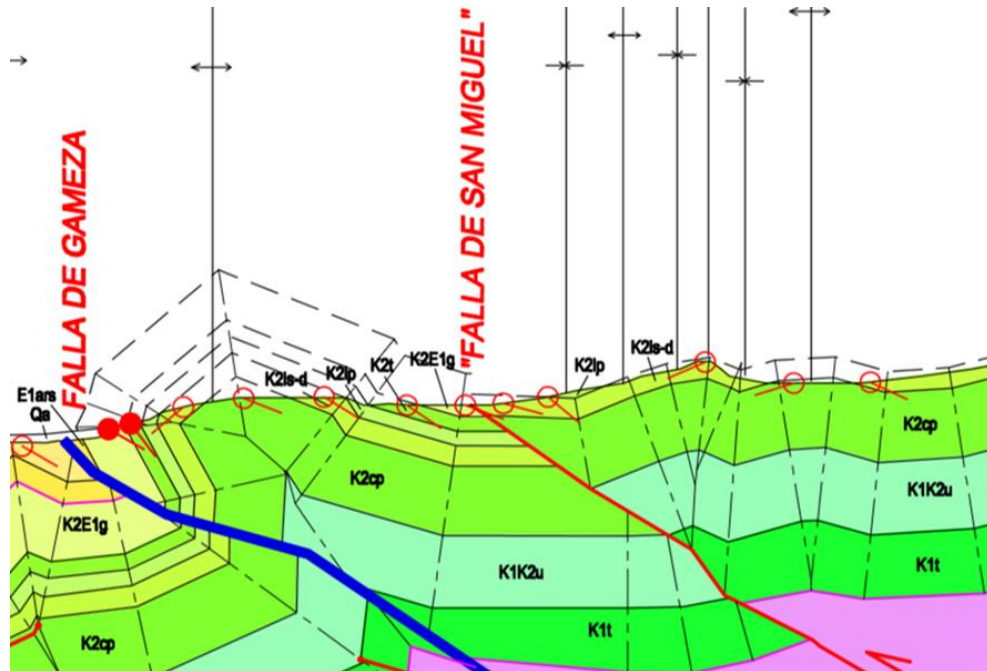 FALLA DE GAMEZA
"FALLA DE SAN MIGUEL"
E1ars
Qa
K2ls-d
K2lp
K2t
K2E1g
K2lp
K2ls-d
K2cp
K2cp
K1K2u
K2E1g
K1K2u
K1t
K1t
K2cp